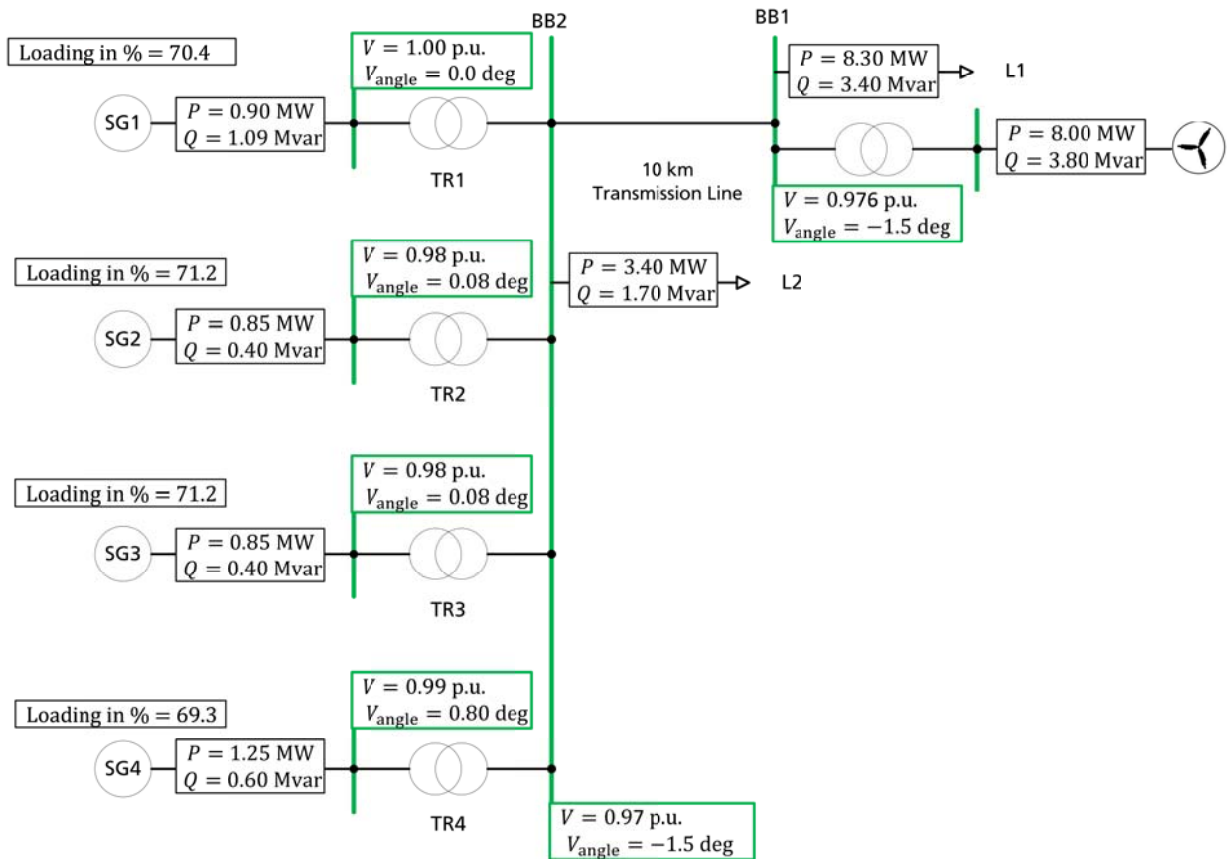 BB2
BB1
Loading in % = 70.4
V = 1.00 p.u.
V_angle = 0.0 deg
P = 8.30 MW
Q = 3.40 Mvar
L1
SG1
P = 0.90 MW
Q = 1.09 Mvar
TR1
P = 8.00 MW
Q = 3.80 Mvar
10 km
Transmission Line
V = 0.976 p.u.
V_angle = −1.5 deg
Loading in % = 71.2
V = 0.98 p.u.
V_angle = 0.08 deg
P = 3.40 MW
Q = 1.70 Mvar
L2
SG2
P = 0.85 MW
Q = 0.40 Mvar
TR2
Loading in % = 71.2
V = 0.98 p.u.
V_angle = 0.08 deg
SG3
P = 0.85 MW
Q = 0.40 Mvar
TR3
Loading in % = 69.3
V = 0.99 p.u.
V_angle = 0.80 deg
SG4
P = 1.25 MW
Q = 0.60 Mvar
TR4
V = 0.97 p.u.
V_angle = −1.5 deg